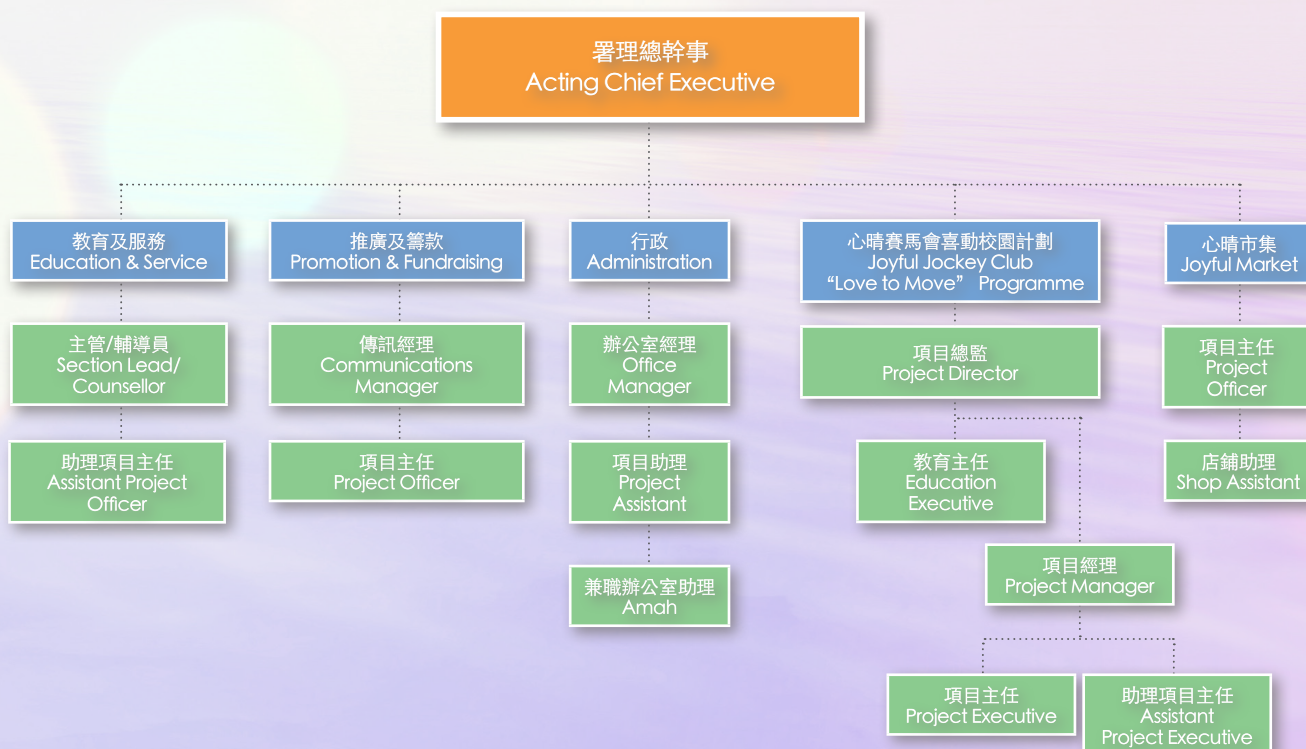 署理總幹事
Acting Chief Executive
教育及服務
Education & Service
推廣及籌款
Promotion & Fundraising
行政
Administration
心晴賽馬會喜動校園計劃
Joyful Jockey Club
“Love to Move” Programme
心晴市集
Joyful Market
主管/輔導員
Section Lead/
Counsellor
傳訊經理
Communications
Manager
辦公室經理
Office
Manager
項目總監
Project Director
項目主任
Project
Officer
助理項目主任
Assistant Project
Officer
項目主任
Project Officer
項目助理
Project
Assistant
教育主任
Education
Executive
店鋪助理
Shop Assistant
兼職辦公室助理
Amah
項目經理
Project Manager
項目主任
Project Executive
助理項目主任
Assistant
Project Executive